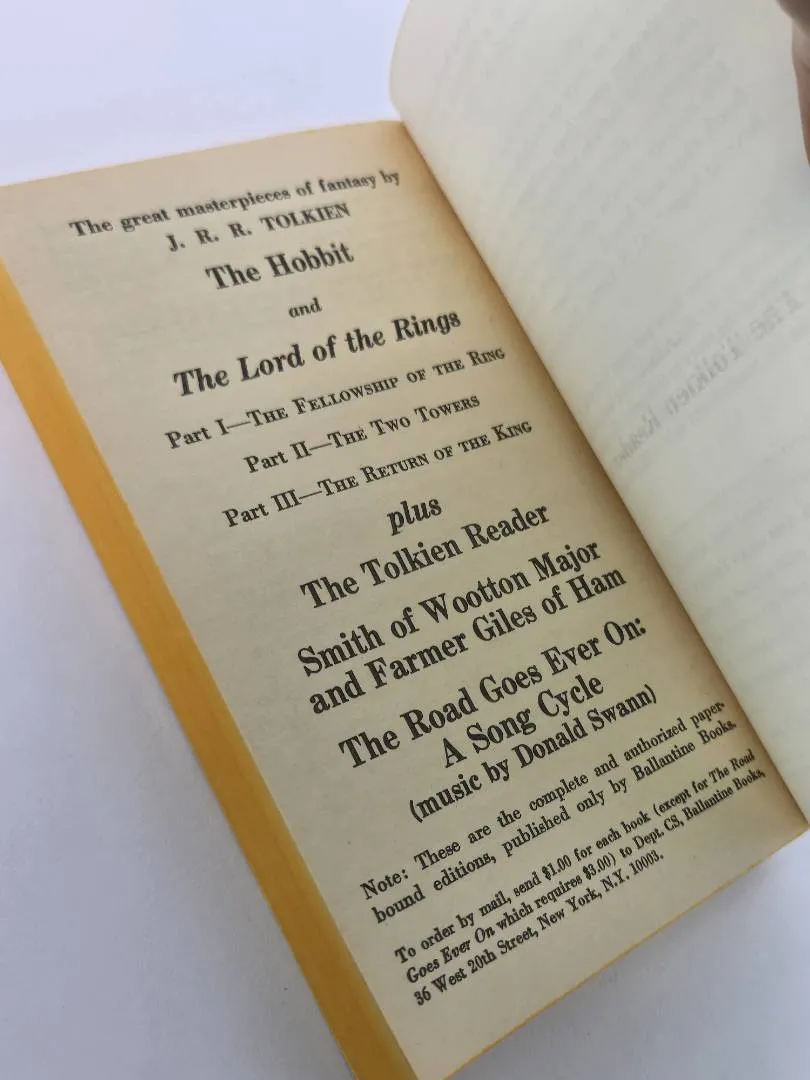 The great masterpieces of fantasy by
J. R. R. TOLKIEN
The Hobbit
and
The Lord of the Rings
Part I—THE FELLOWSHIP OF THE RING
Part II—THE TWO TOWERS
Part III—THE RETURN OF THE KING
plus
The Tolkien Reader
Smith of Wootton Major
and Farmer Giles of Ham
The Road Goes Ever On:
A Song Cycle
(music by Donald Swann)
Note: These are the complete and authorized paper-
bound editions, published only by Ballantine Books.
To order by mail, send $1.00 for each book (except for The Road
Goes Ever On which requires $3.00) to Dept. CS, Ballantine Books,
36 West 20th Street, New York, N.Y. 10003.
The Tolkien Reader